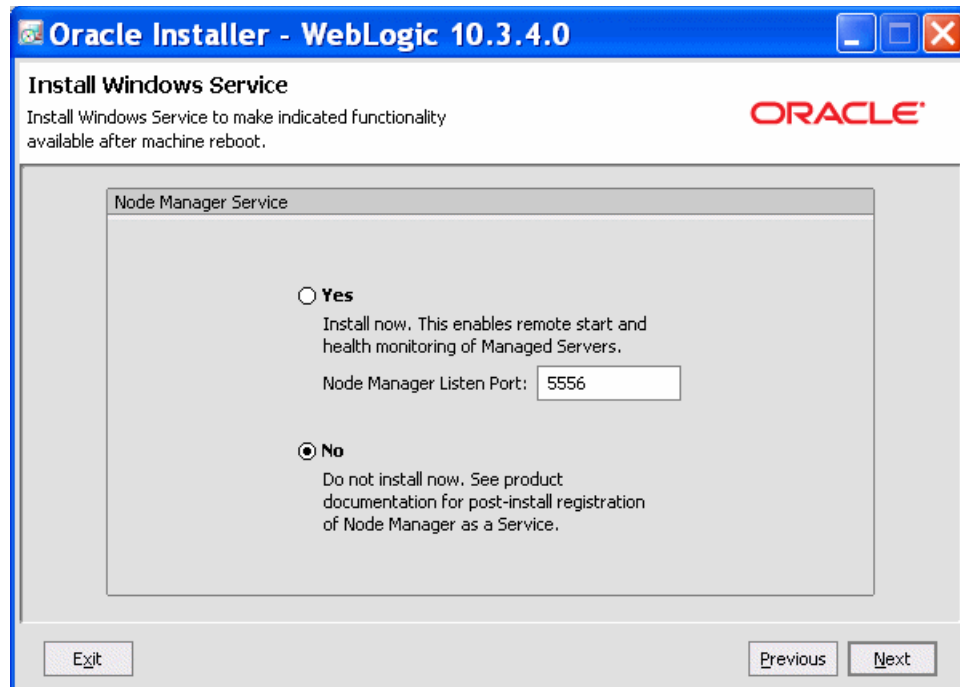 Oracle Installer - WebLogic 10.3.4.0
Install Windows Service
Install Windows Service to make indicated functionality
available after machine reboot.
ORACLE
Node Manager Service
Yes
Install now. This enables remote start and
health monitoring of Managed Servers.
Node Manager Listen Port: 5556
No
Do not install now. See product
documentation for post-install registration
of Node Manager as a Service.
Exit Previous Next